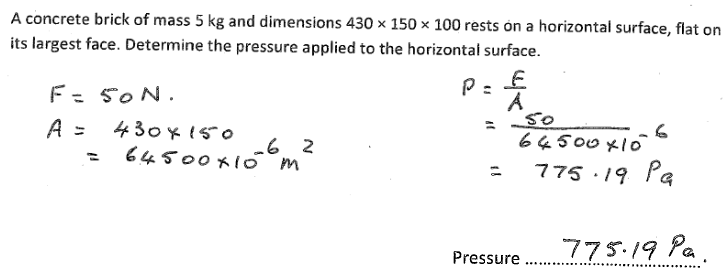 A concrete brick of mass 5 kg and dimensions 430 × 150 × 100 rests on a horizontal surface, flat on
its largest face. Determine the pressure applied to the horizontal surface.
F = 50 N.
A = 430 × 150
= 64500 × 10⁻⁶ m²
P = F/A
= 50/64500 × 10⁻⁶
= 775.19 Pa
Pressure ........ 775.19 Pa.